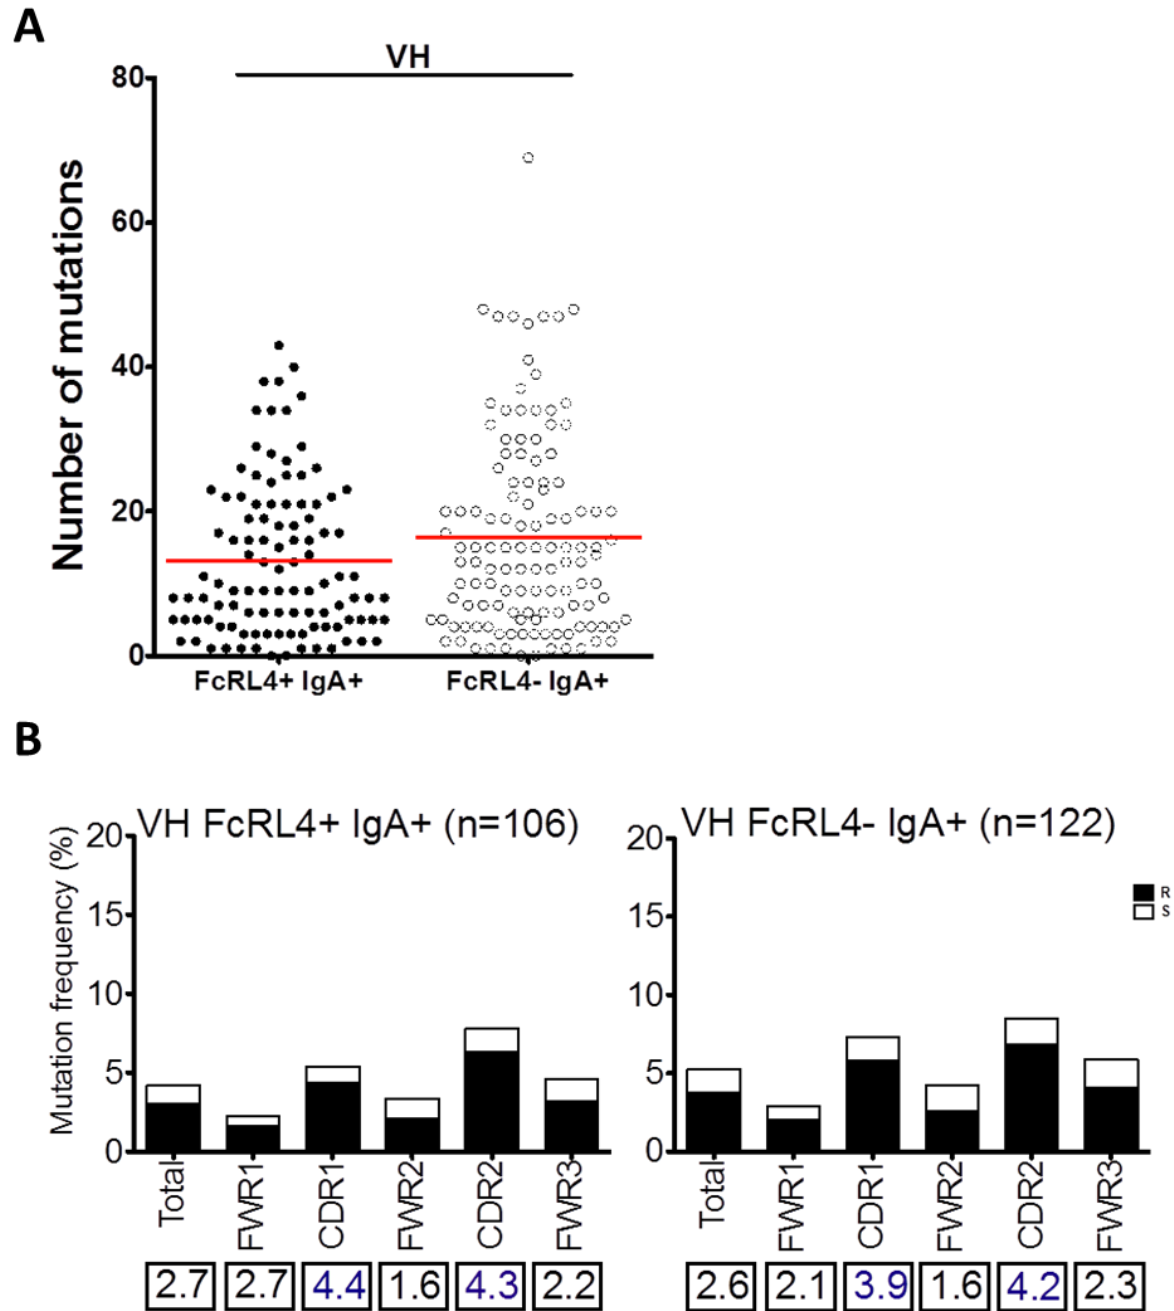 A
VH
80
60
40
20
0
Number of mutations
FcRL4+ IgA+
FcRL4- IgA+
B
VH FcRL4+ IgA+ (n=106)
20
15
10
5
0
Mutation frequency (%)
Total
FWR1
CDR1
FWR2
CDR2
FWR3
2.7
2.7
4.4
1.6
4.3
2.2
VH FcRL4- IgA+ (n=122)
20
15
10
5
0
R
S
Total
FWR1
CDR1
FWR2
CDR2
FWR3
2.6
2.1
3.9
1.6
4.2
2.3